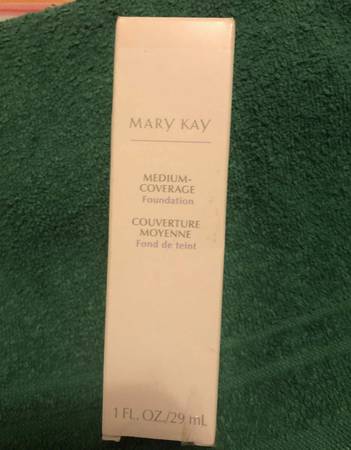 MARY KAY
MEDIUM-
COVERAGE
Foundation
COUVERTURE
MOYENNE
Fond de teint
1 FL. OZ./29 mL